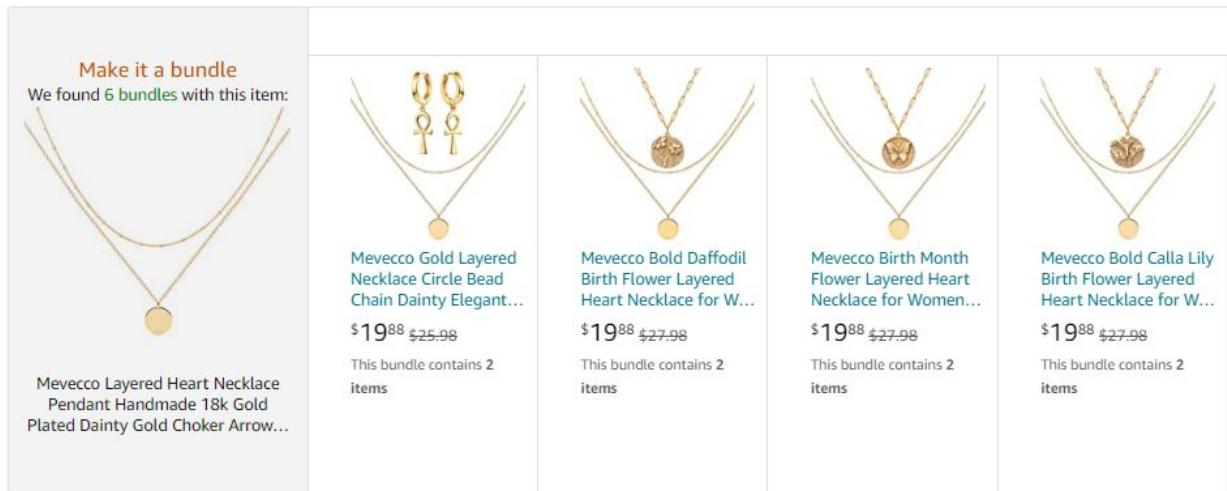 Make it a bundle
We found 6 bundles with this item:
Mevecco Layered Heart Necklace
Pendant Handmade 18k Gold
Plated Dainty Gold Choker Arrow…
Mevecco Gold Layered
Necklace Circle Bead
Chain Dainty Elegant…
$1988 $25.98
This bundle contains 2
items
Mevecco Bold Daffodil
Birth Flower Layered
Heart Necklace for W…
$1988 $27.98
This bundle contains 2
items
Mevecco Birth Month
Flower Layered Heart
Necklace for Women…
$1988 $27.98
This bundle contains 2
items
Mevecco Bold Calla Lily
Birth Flower Layered
Heart Necklace for W…
$1988 $27.98
This bundle contains 2
items